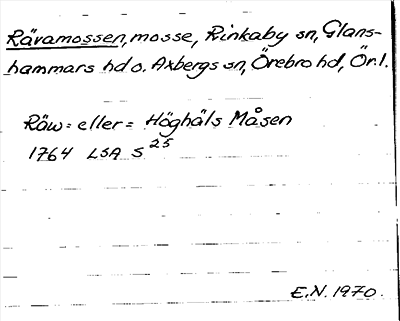 Rävamossen, mosse, Rinkaby sn, Glans-
hammars hd o. Axbergs sn, Örebro hd, Ör.l.
Räw= eller= Höghäls Måsen
1764 LSA S 25
E.N. 1970.